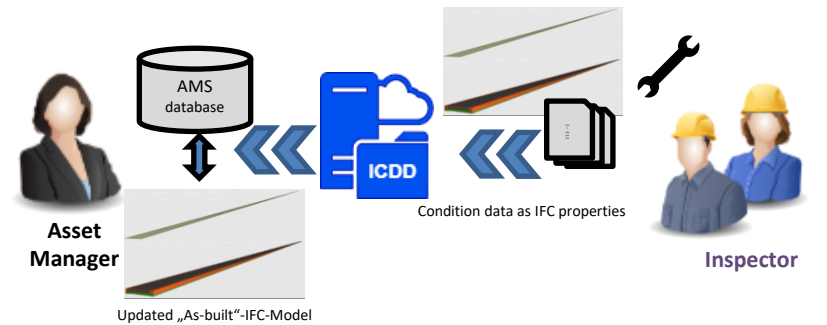 AMS
database
ICDD
Condition data as IFC properties
Asset
Manager
Inspector
Updated „As-built“-IFC-Model